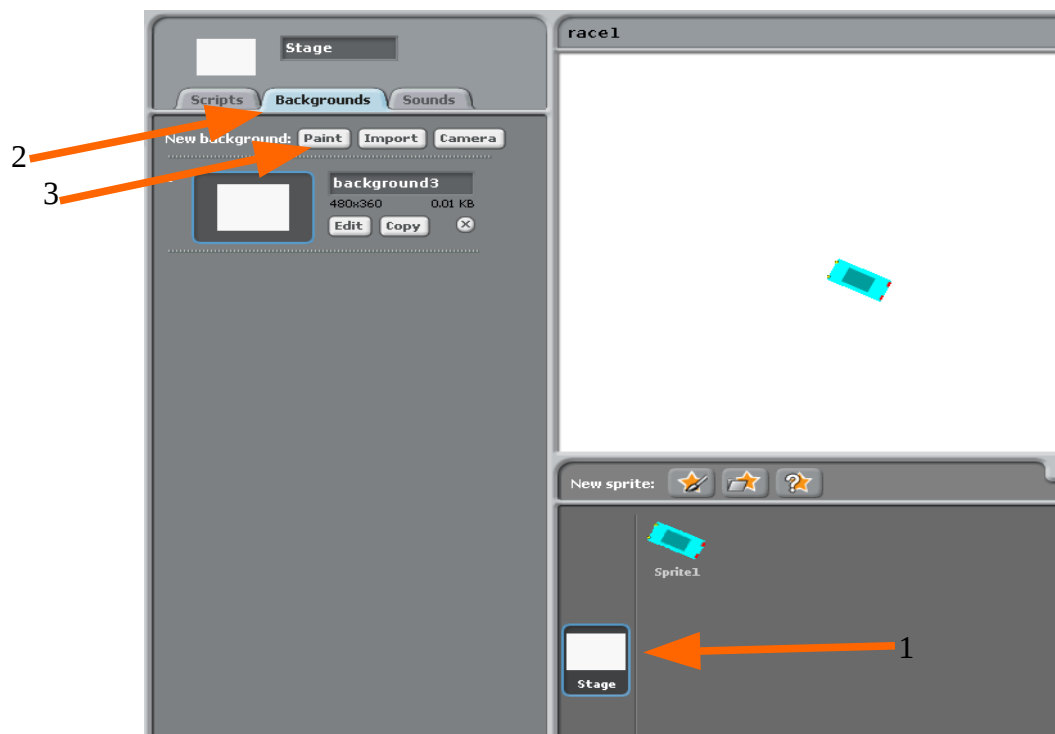 Stage
Scripts Backgrounds Sounds
New background: Paint Import Camera
background3
480x360 0.01 KB
Edit Copy
2
3
race1
New sprite:
Sprite1
Stage
1